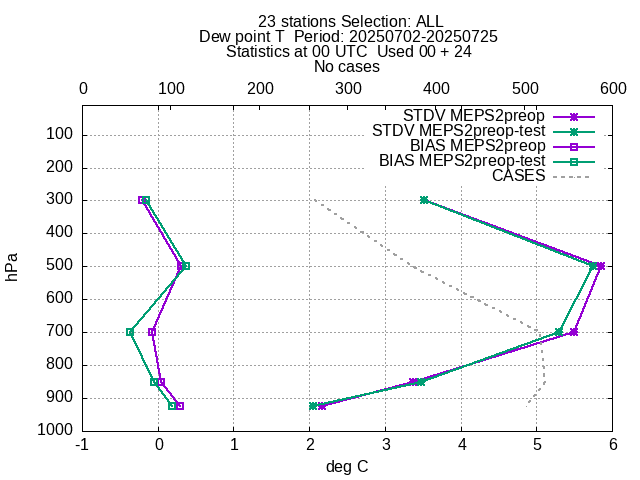 23 stations Selection: ALL
Dew point T  Period: 20250702-20250725
Statistics at 00 UTC  Used 00 + 24
No cases
0 100 200 300 400 500 600
STDV MEPS2preop
STDV MEPS2preop-test
BIAS MEPS2preop
BIAS MEPS2preop-test
CASES
hPa
100
200
300
400
500
600
700
800
900
1000
-1 0 1 2 3 4 5 6
deg C